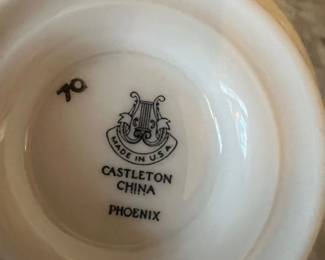 70
MADE IN U.S.A.
CASTLETON
CHINA
PHOENIX